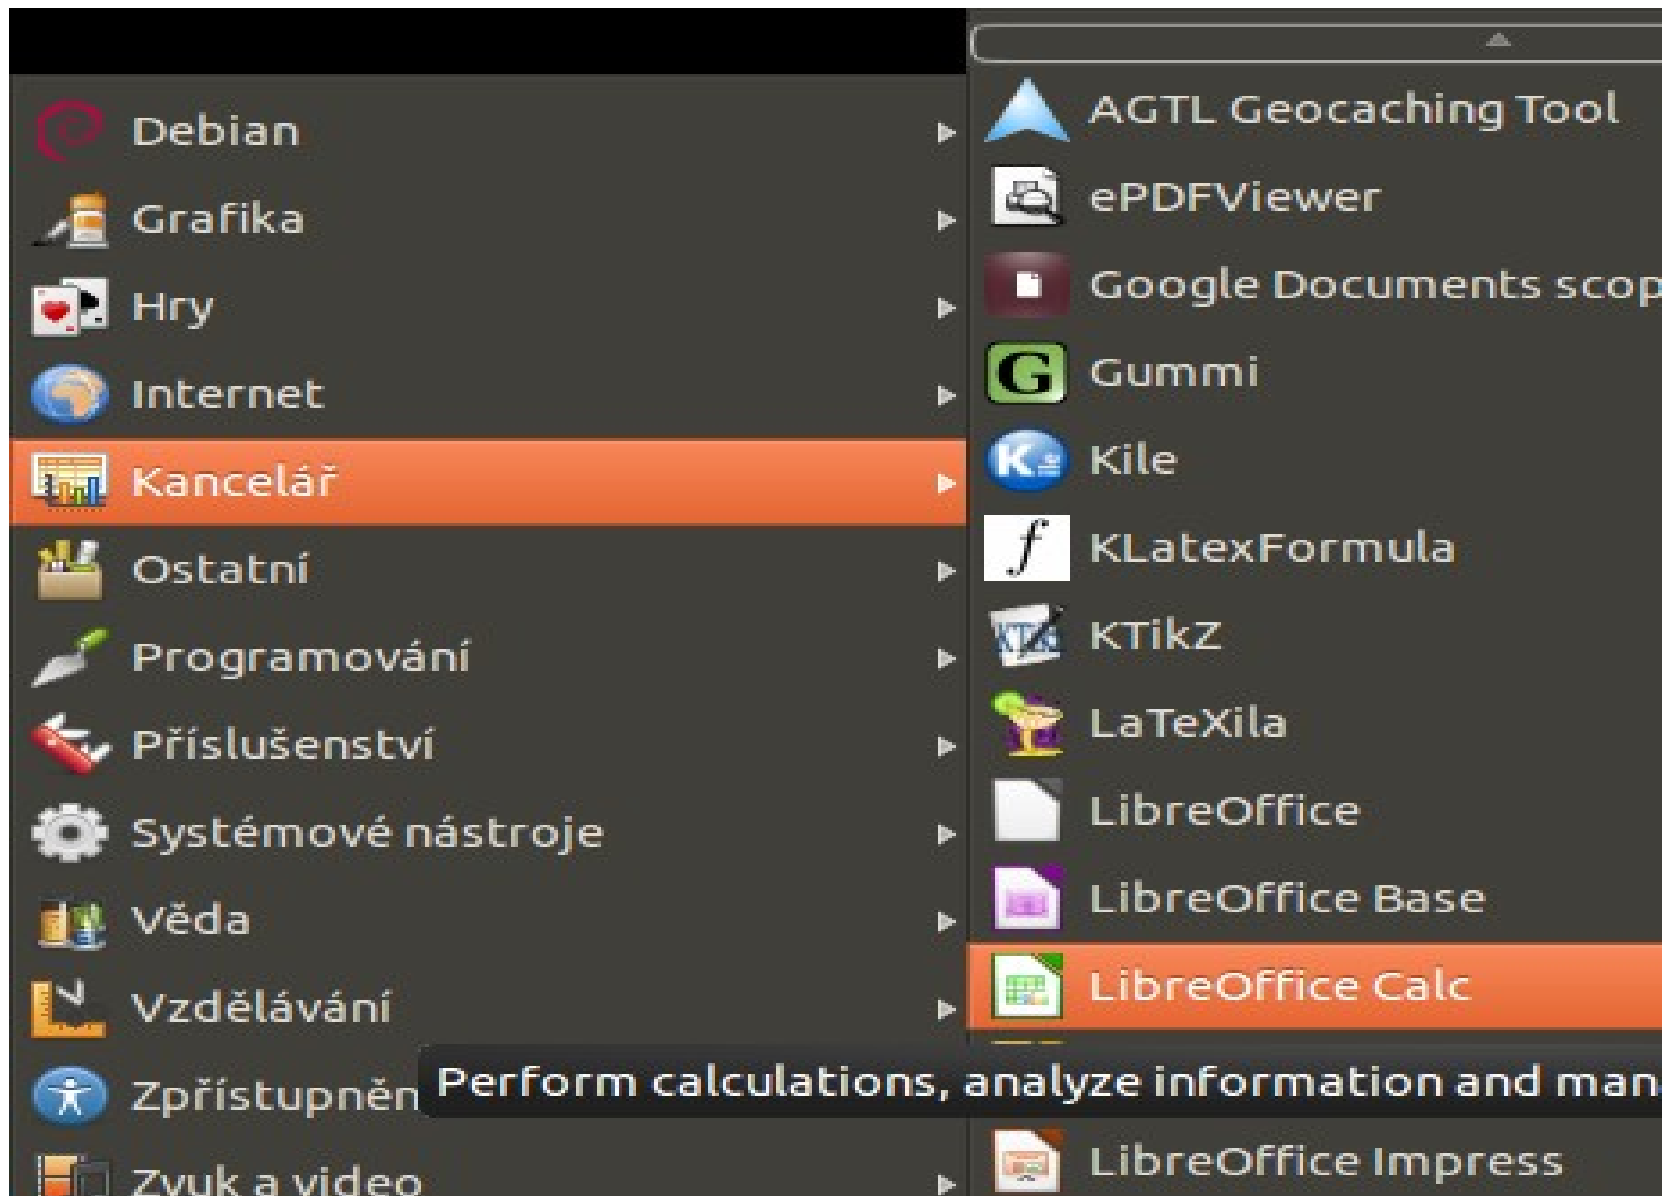 Debian
Grafika
Hry
Internet
Kancelář
Ostatní
Programování
Příslušenství
Systémové nástroje
Věda
Vzdělávání
Zpřístupněn
Zvuk a video
AGTL Geocaching Tool
ePDFViewer
Google Documents scop
Gummi
Kile
KLatexFormula
KTikZ
LaTeXila
LibreOffice
LibreOffice Base
LibreOffice Calc
Perform calculations, analyze information and man
LibreOffice Impress